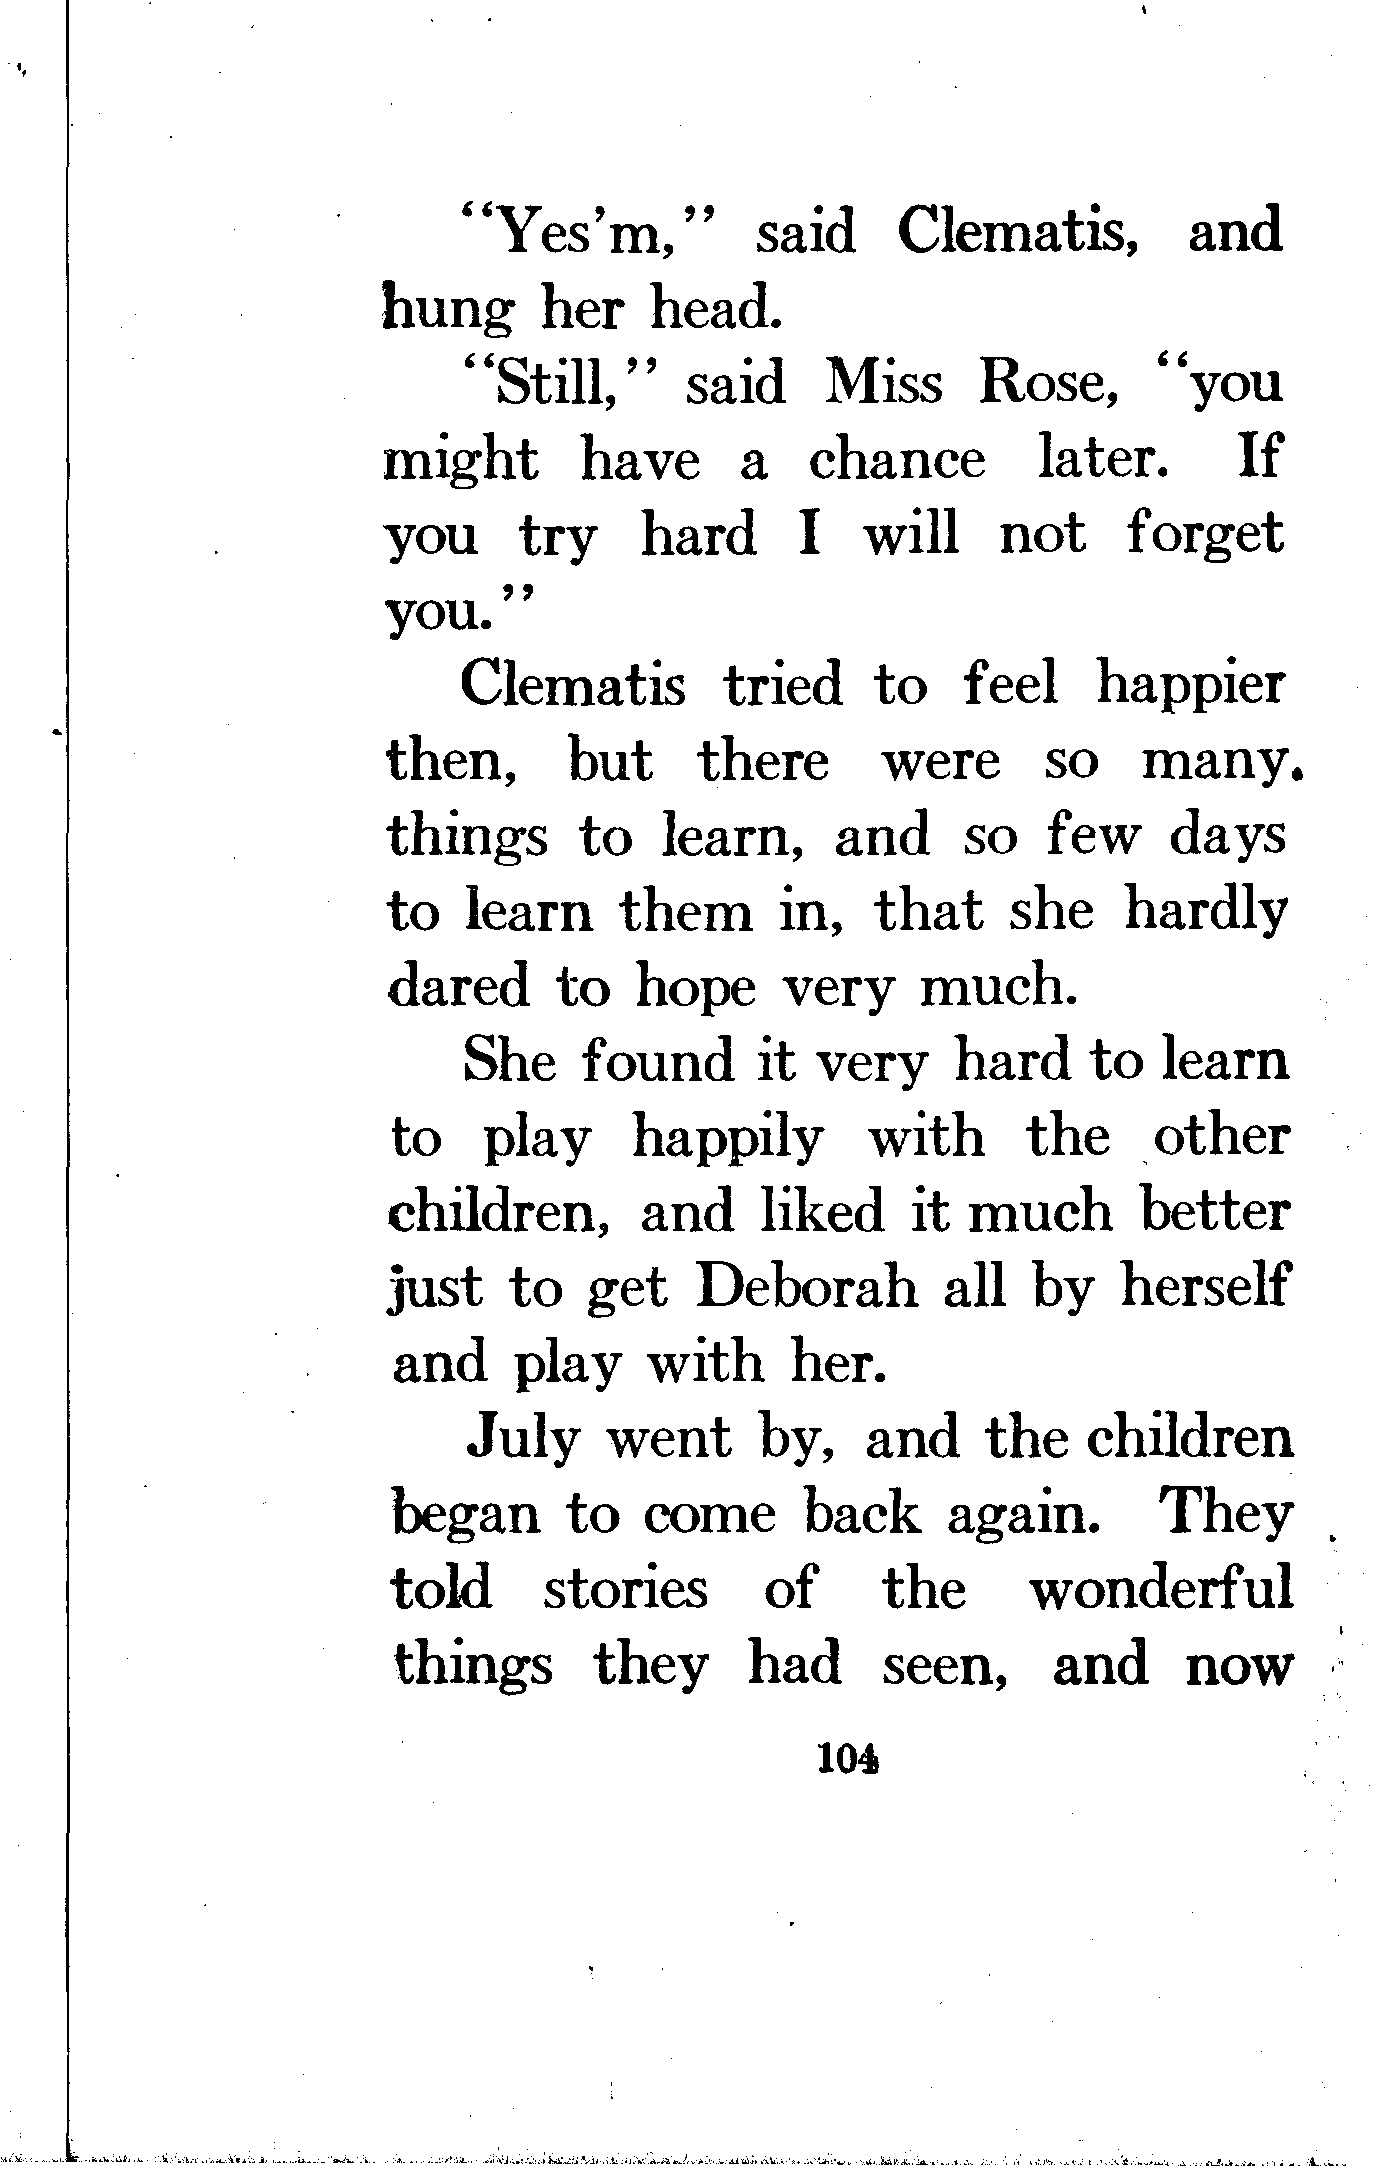 "Yes'm," said Clematis, and
hung her head.
"Still," said Miss Rose, "you
might have a chance later. If
you try hard I will not forget
you."
Clematis tried to feel happier
then, but there were so many
things to learn, and so few days
to learn them in, that she hardly
dared to hope very much.
She found it very hard to learn
to play happily with the other
children, and liked it much better
just to get Deborah all by herself
and play with her.
July went by, and the children
began to come back again. They
told stories of the wonderful
things they had seen, and now
104